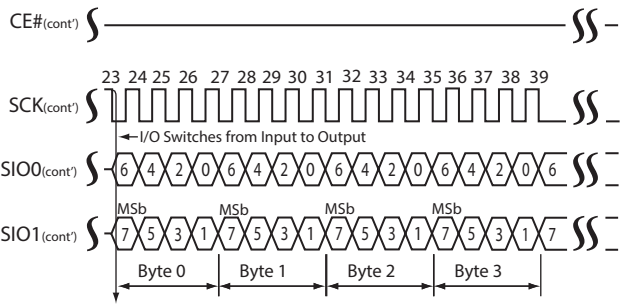 CE#(cont')
23 24 25 26 27 28 29 30 31 32 33 34 35 36 37 38 39
SCK(cont')
I/O Switches from Input to Output
SIO0(cont') 6 4 2 0 6 4 2 0 6 4 2 0 6 4 2 0 6
MSb MSb MSb MSb
SIO1(cont') 7 5 3 1 7 5 3 1 7 5 3 1 7 5 3 1 7
Byte 0 Byte 1 Byte 2 Byte 3